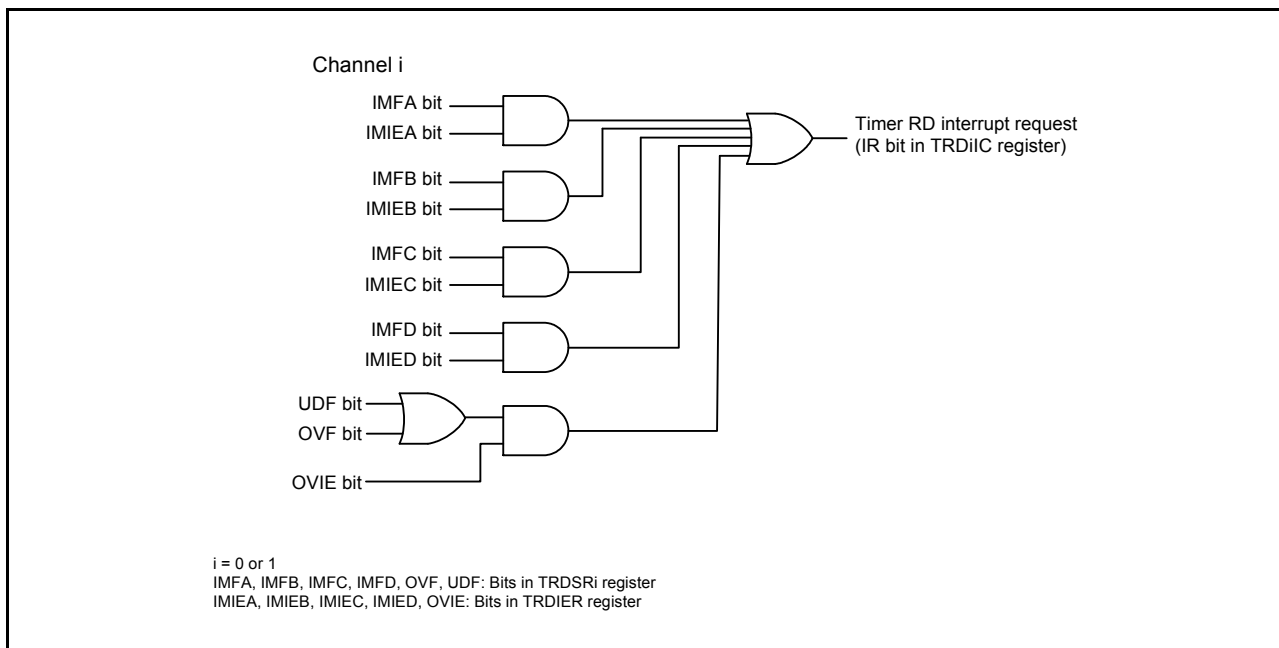 Channel i
IMFA bit
IMIEA bit
Timer RD interrupt request
(IR bit in TRDiIC register)
IMFB bit
IMIEB bit
IMFC bit
IMIEC bit
IMFD bit
IMIED bit
UDF bit
OVF bit
OVIE bit
i = 0 or 1
IMFA, IMFB, IMFC, IMFD, OVF, UDF: Bits in TRDSRi register
IMIEA, IMIEB, IMIEC, IMIED, OVIE: Bits in TRDIER register